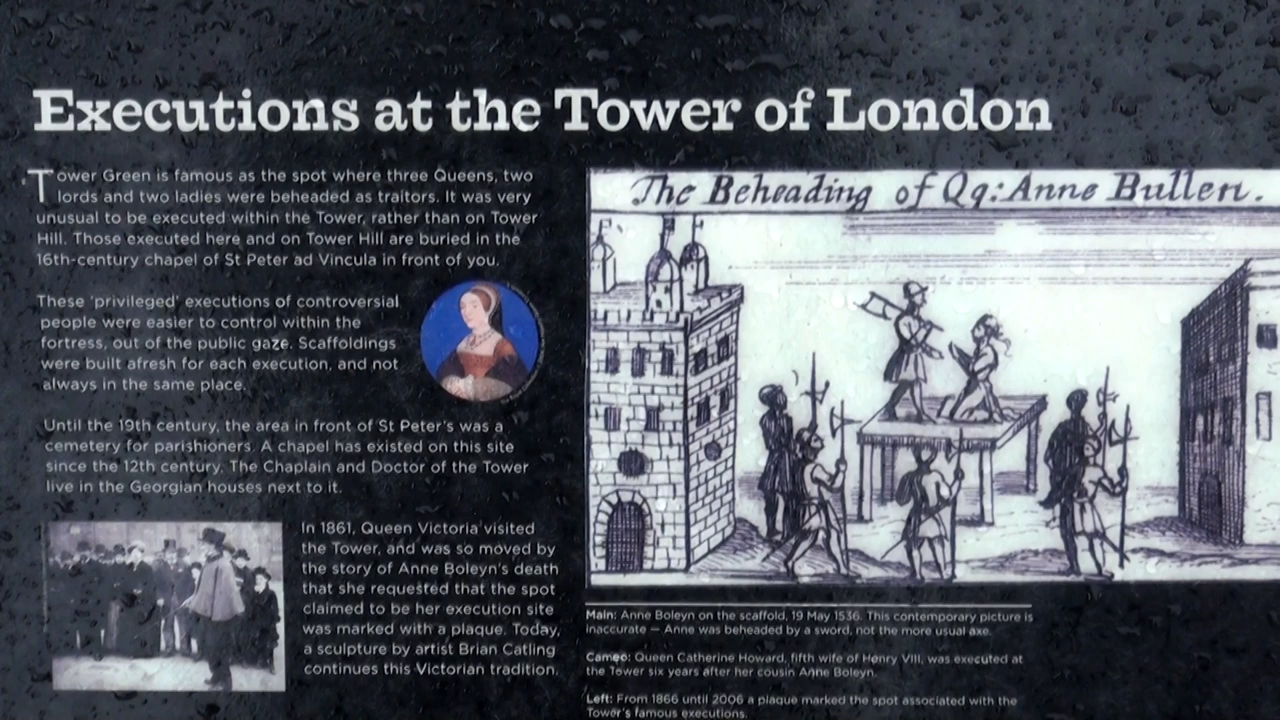 Executions at the Tower of London
Tower Green is famous as the spot where three Queens, two
lords and two ladies were beheaded as traitors. It was very
unusual to be executed within the Tower, rather than on Tower
Hill. Those executed here and on Tower Hill are buried in the
16th-century chapel of St Peter ad Vincula in front of you.
These 'privileged' executions of controversial
people were easier to control within the
fortress, out of the public gaze. Scaffoldings
were built afresh for each execution, and not
always in the same place.
Until the 19th century, the area in front of St Peter's was a
cemetery for parishioners. A chapel has existed on this site
since the 12th century. The Chaplain and Doctor of the Tower
live in the Georgian houses next to it.
In 1861, Queen Victoria visited
the Tower, and was so moved by
the story of Anne Boleyn's death
that she requested that the spot
claimed to be her execution site
was marked with a plaque. Today,
a sculpture by artist Brian Catling
continues this Victorian tradition.
The Beheading of Qq: Anne Bullen.
Main: Anne Boleyn on the scaffold, 19 May 1536. This contemporary picture is
inaccurate — Anne was beheaded by a sword, not the more usual axe.
Cameo: Queen Catherine Howard, fifth wife of Henry VIII, was executed at
the Tower six years after her cousin Anne Boleyn.
Left: From 1866 until 2006 a plaque marked the spot associated with the
Tower's famous executions.